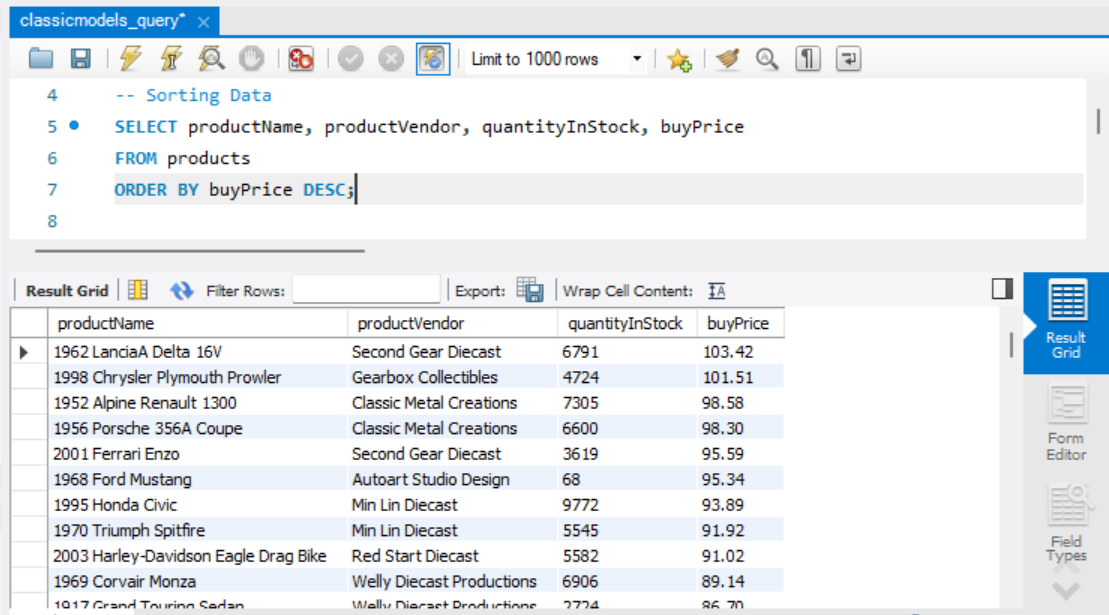 classicmodels_query* ×
Limit to 1000 rows
4 -- Sorting Data
5 SELECT productName, productVendor, quantityInStock, buyPrice
6 FROM products
7 ORDER BY buyPrice DESC;
8
Result Grid Filter Rows: Export: Wrap Cell Content:
productName productVendor quantityInStock buyPrice
1962 LanciaA Delta 16V Second Gear Diecast 6791 103.42
1998 Chrysler Plymouth Prowler Gearbox Collectibles 4724 101.51
1952 Alpine Renault 1300 Classic Metal Creations 7305 98.58
1956 Porsche 356A Coupe Classic Metal Creations 6600 98.30
2001 Ferrari Enzo Second Gear Diecast 3619 95.59
1968 Ford Mustang Autoart Studio Design 68 95.34
1995 Honda Civic Min Lin Diecast 9772 93.89
1970 Triumph Spitfire Min Lin Diecast 5545 91.92
2003 Harley-Davidson Eagle Drag Bike Red Start Diecast 5582 91.02
1969 Corvair Monza Welly Diecast Productions 6906 89.14
1917 Grand Touring Sedan Welly Diecast Productions 2724 86.70
Result
Grid
Form
Editor
Field
Types